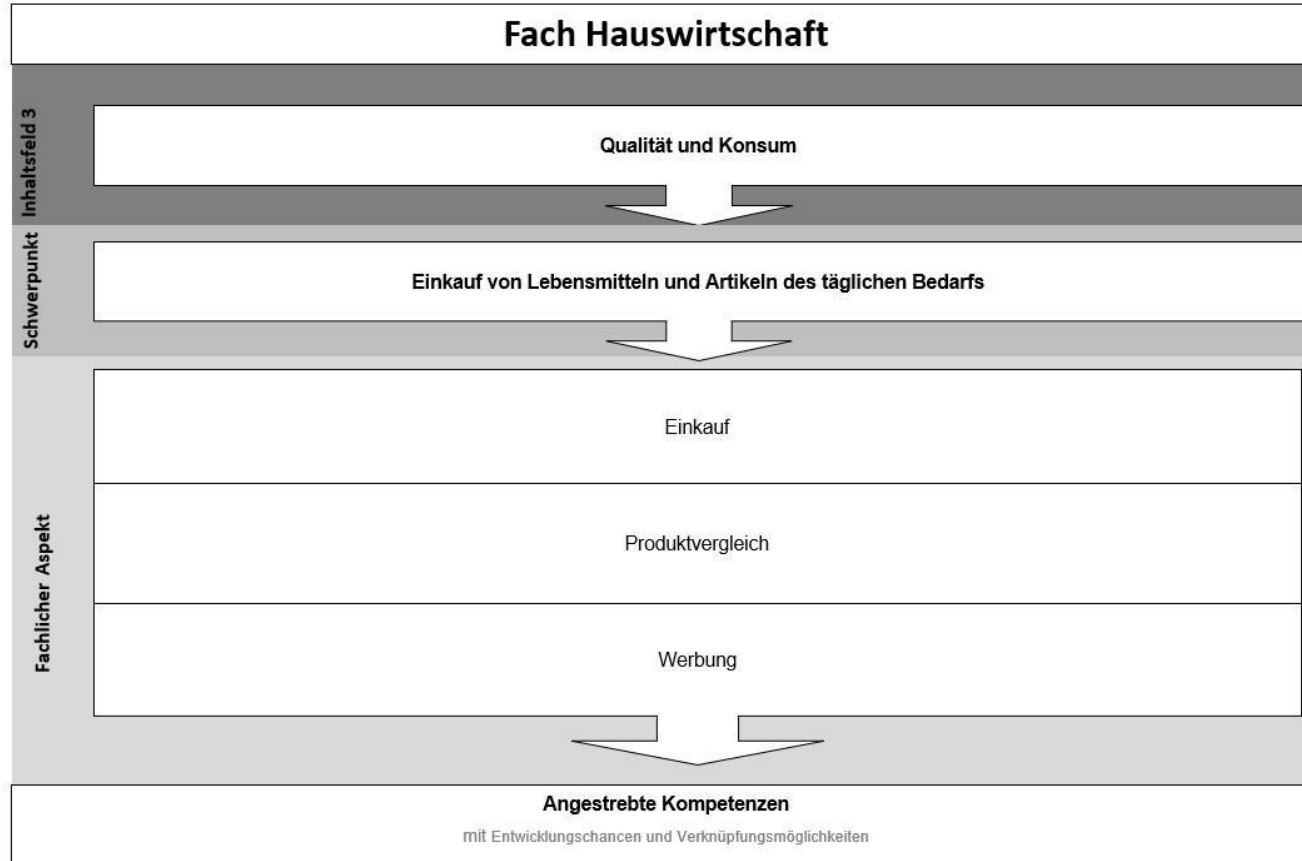 Fach Hauswirtschaft
Inhaltsfeld 3
Qualität und Konsum
Schwerpunkt
Einkauf von Lebensmitteln und Artikeln des täglichen Bedarfs
Fachlicher Aspekt
Einkauf
Produktvergleich
Werbung
Angestrebte Kompetenzen
mit Entwicklungschancen und Verknüpfungsmöglichkeiten